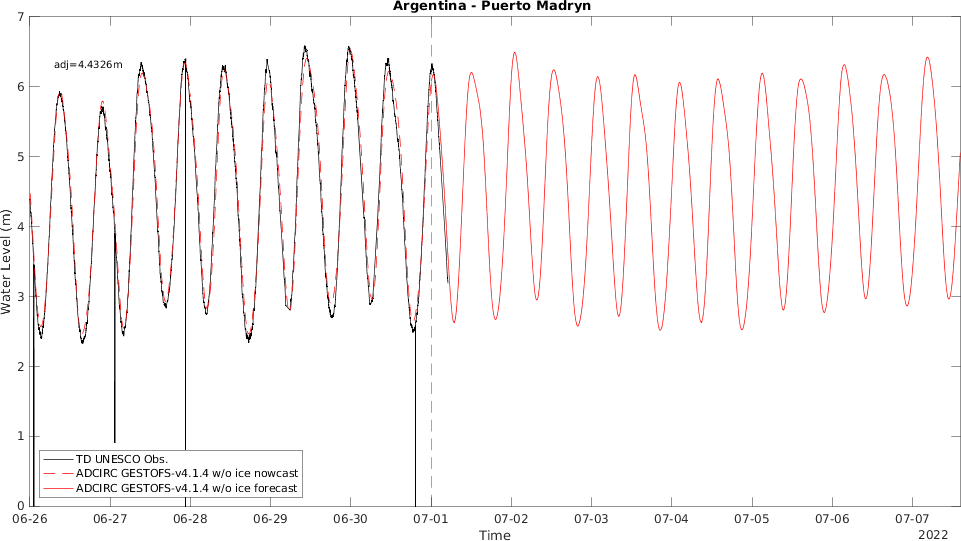 Argentina - Puerto Madryn
7
6
5
4
3
2
1
0
Water Level (m)
adj=4.4326m
TD UNESCO Obs.
ADCIRC GESTOFS-v4.1.4 w/o ice nowcast
ADCIRC GESTOFS-v4.1.4 w/o ice forecast
06-26 06-27 06-28 06-29 06-30 07-01 07-02 07-03 07-04 07-05 07-06 07-07
Time
2022